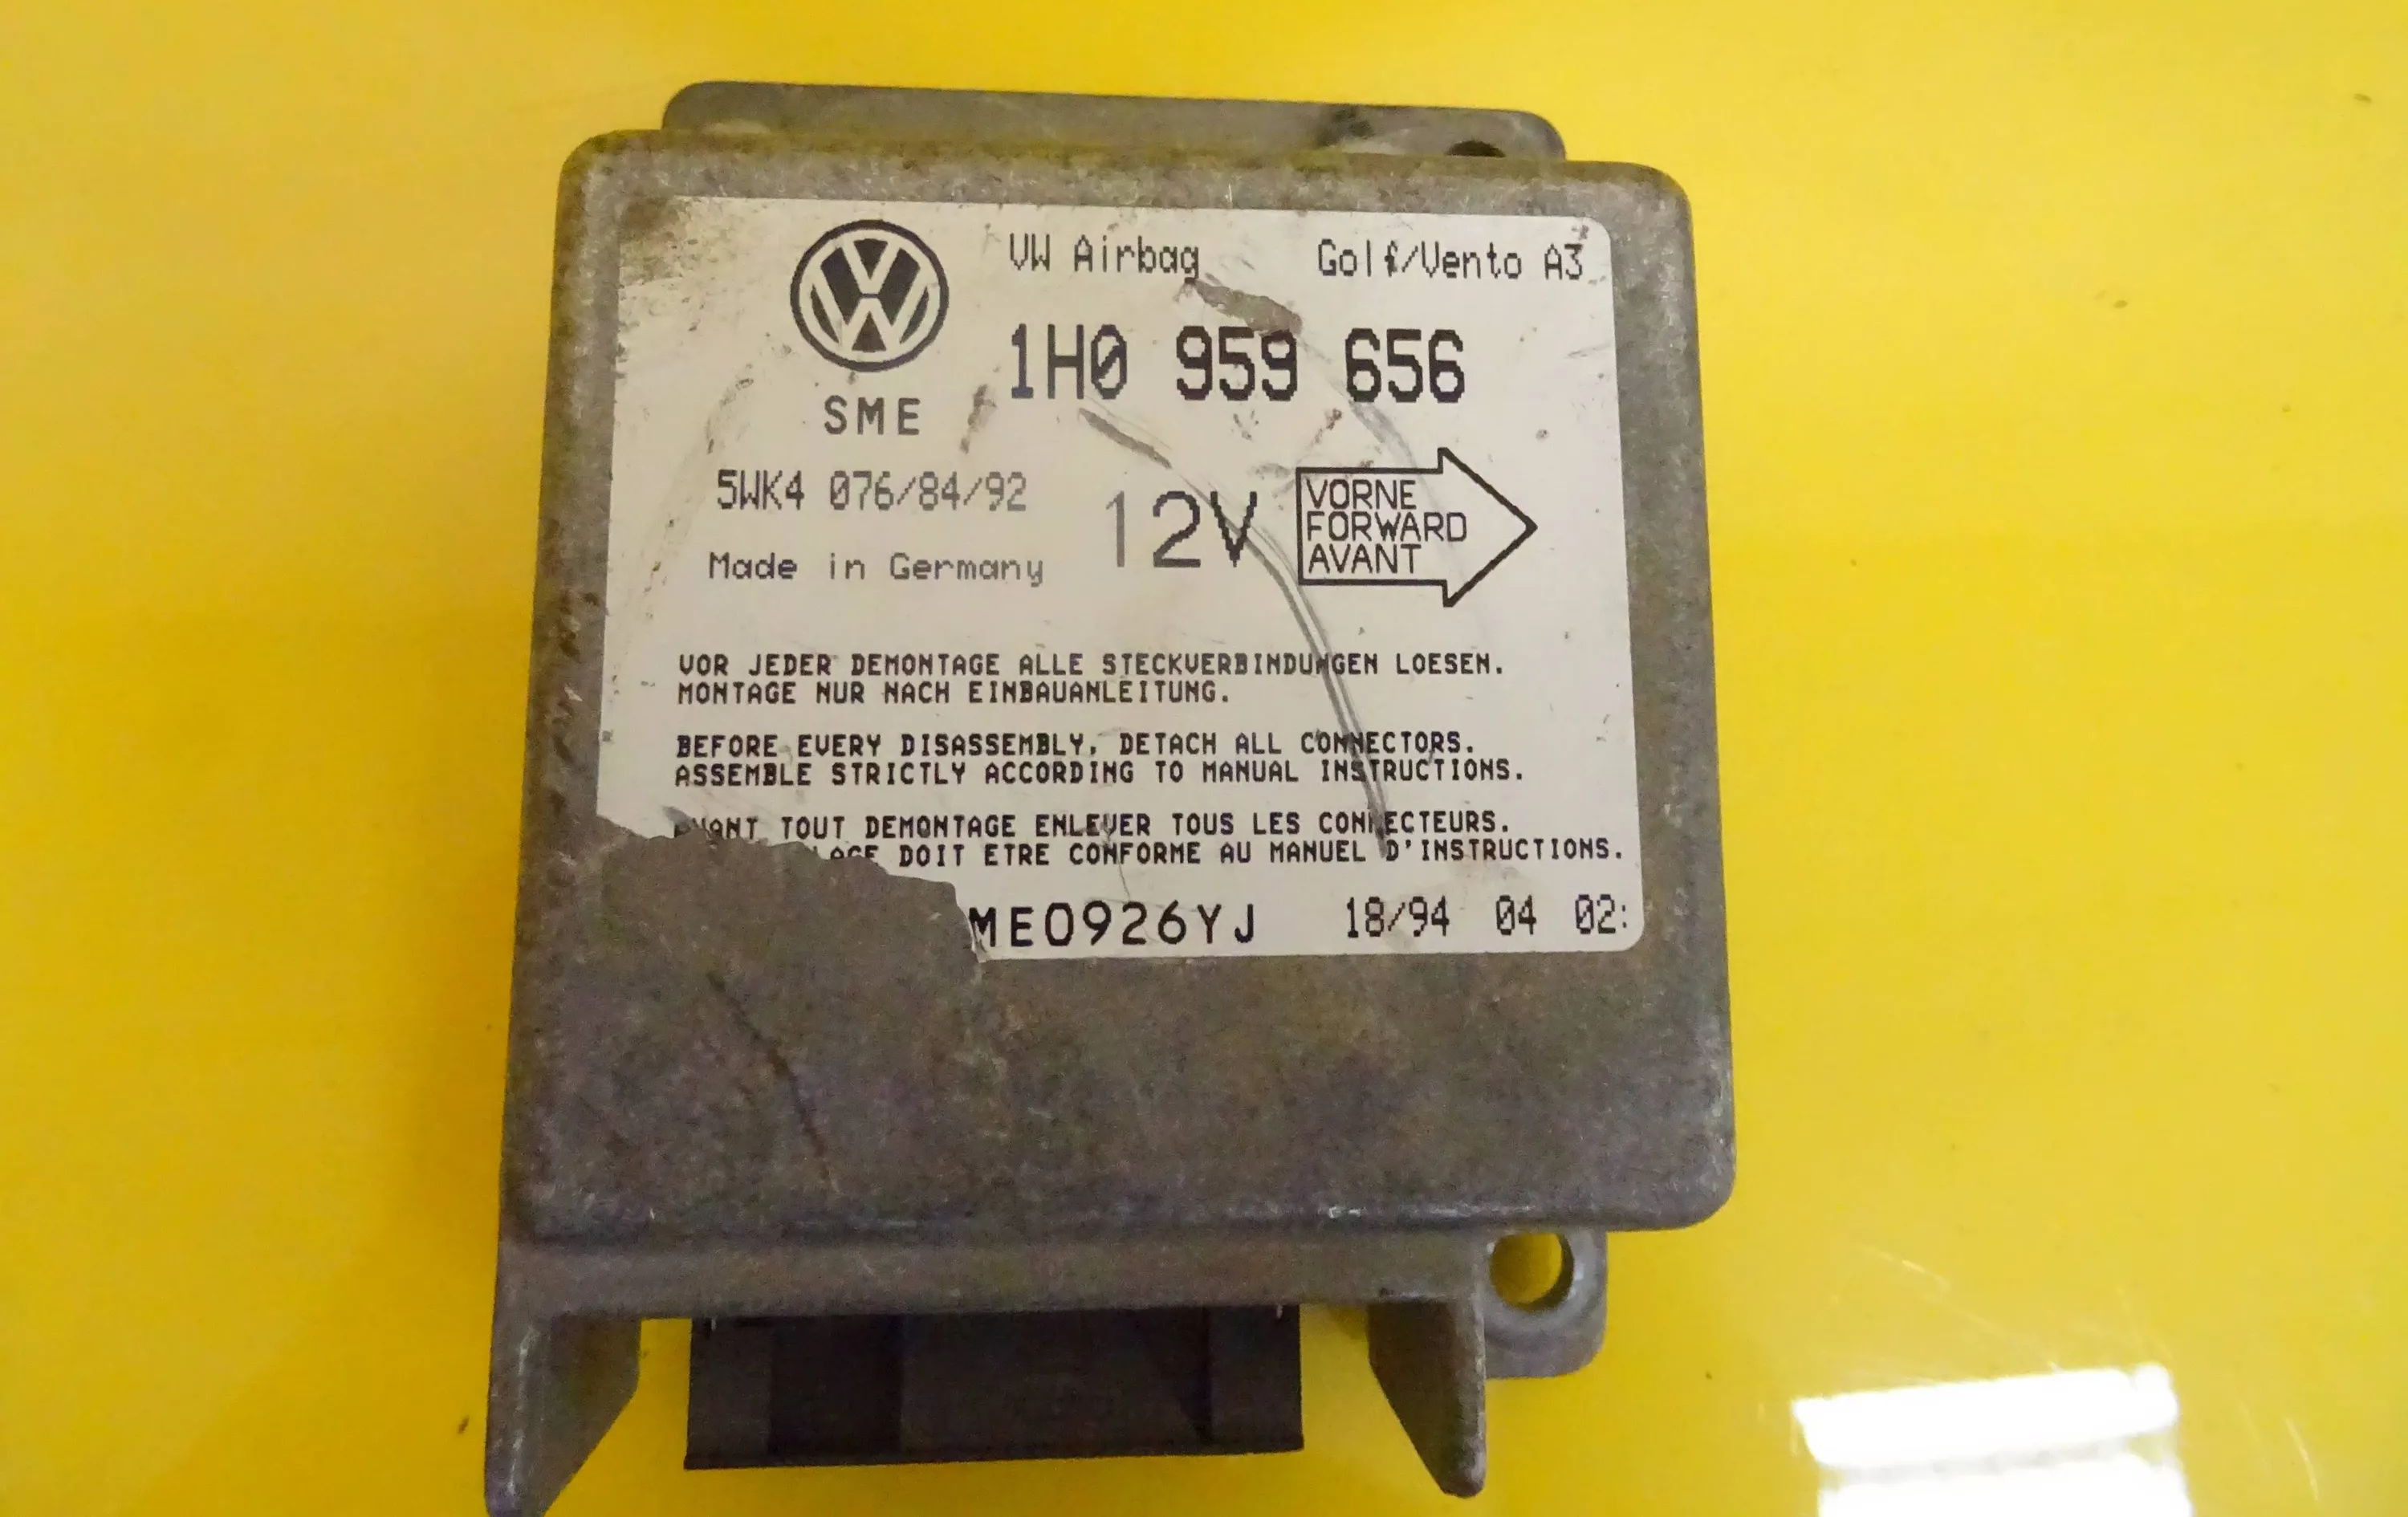 VW Airbag Golf/Vento A3
1H0 959 656
SME
5WK4 076/84/92
12V
VORNE
FORWARD
AVANT
Made in Germany
VOR JEDER DEMONTAGE ALLE STECKVERBINDUNGEN LOESEN.
MONTAGE NUR NACH EINBAUANLEITUNG.
BEFORE EVERY DISASSEMBLY, DETACH ALL CONNECTORS.
ASSEMBLE STRICTLY ACCORDING TO MANUAL INSTRUCTIONS.
AVANT TOUT DEMONTAGE ENLEVER TOUS LES CONNECTEURS.
DOIT ETRE CONFORME AU MANUEL D'INSTRUCTIONS.
ME0926YJ 18/94 04 02: